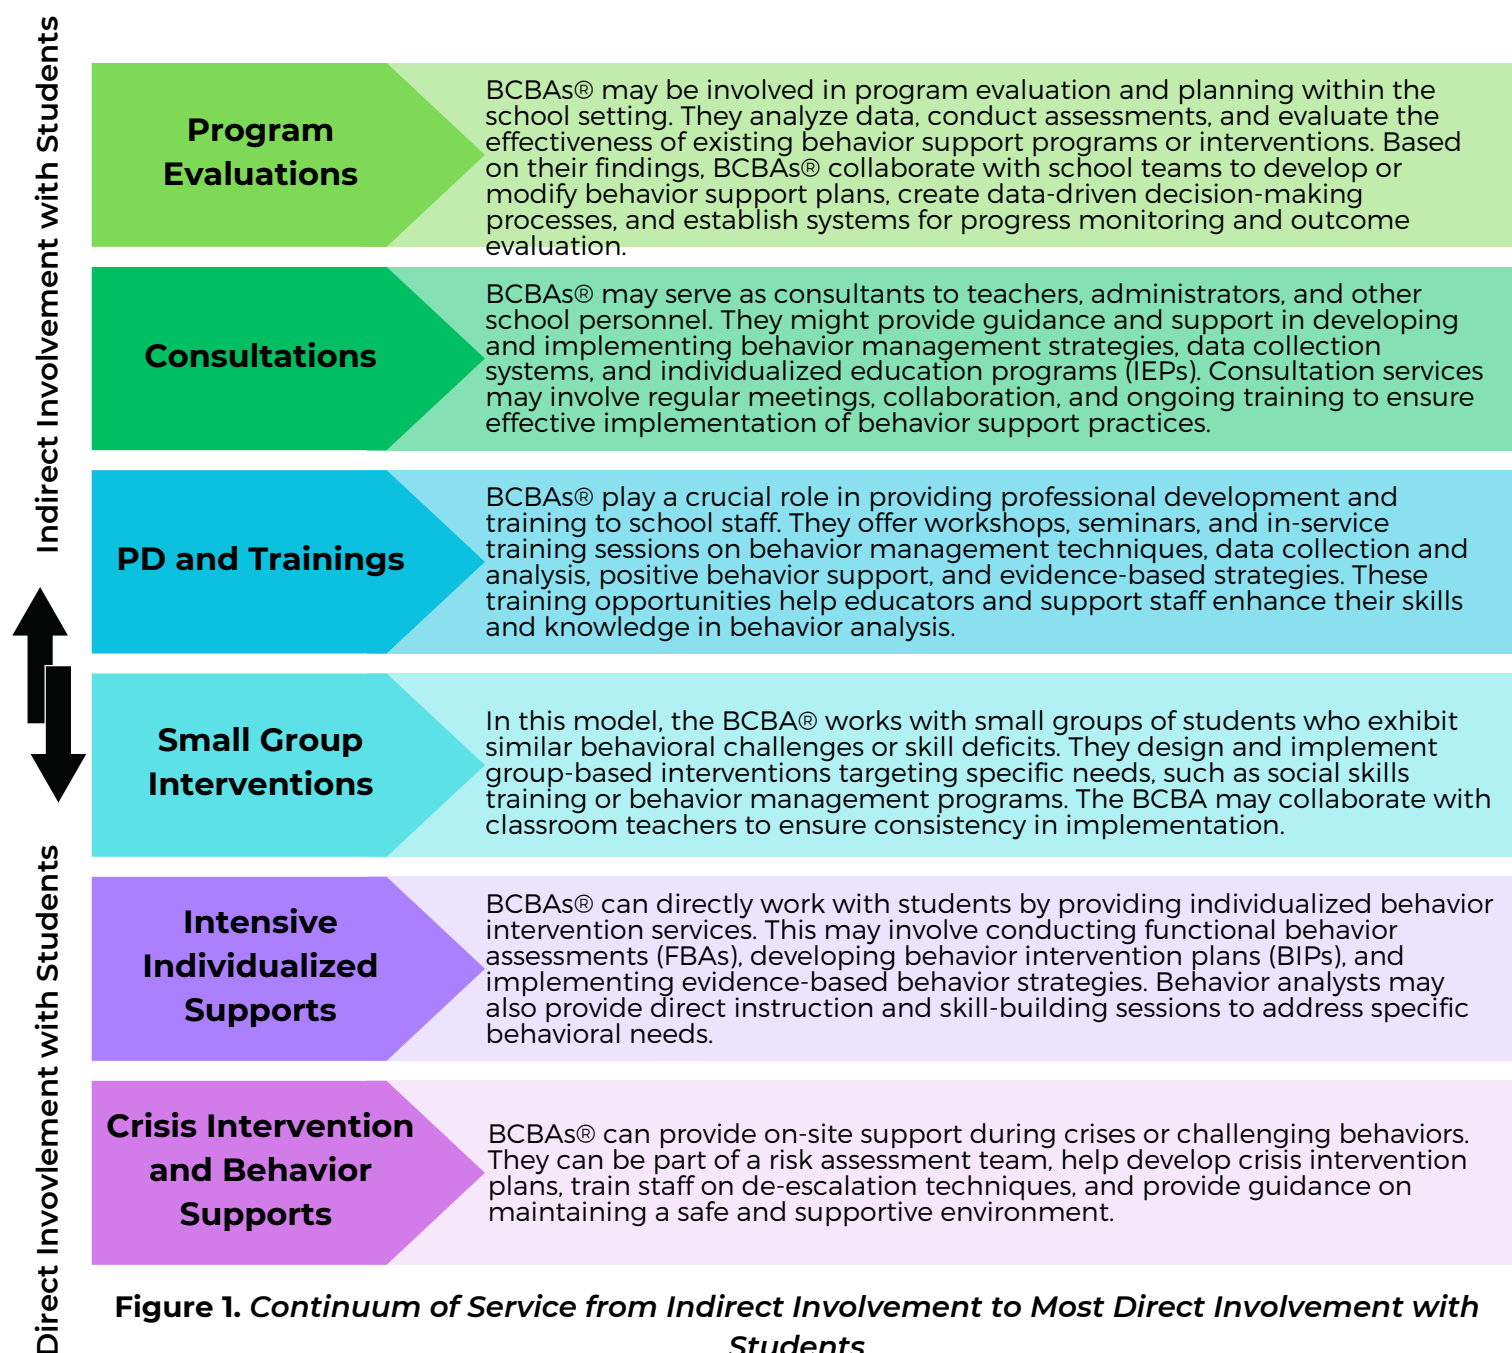 Indirect Involvement with Students
Program
Evaluations
BCBAs® may be involved in program evaluation and planning within the
school setting. They analyze data, conduct assessments, and evaluate the
effectiveness of existing behavior support programs or interventions. Based
on their findings, BCBAs® collaborate with school teams to develop or
modify behavior support plans, create data-driven decision-making
processes, and establish systems for progress monitoring and outcome
evaluation.
Consultations
BCBAs® may serve as consultants to teachers, administrators, and other
school personnel. They might provide guidance and support in developing
and implementing behavior management strategies, data collection
systems, and individualized education programs (IEPs). Consultation services
may involve regular meetings, collaboration, and ongoing training to ensure
effective implementation of behavior support practices.
PD and Trainings
BCBAs® play a crucial role in providing professional development and
training to school staff. They offer workshops, seminars, and in-service
training sessions on behavior management techniques, data collection and
analysis, positive behavior support, and evidence-based strategies. These
training opportunities help educators and support staff enhance their skills
and knowledge in behavior analysis.
Small Group
Interventions
In this model, the BCBA® works with small groups of students who exhibit
similar behavioral challenges or skill deficits. They design and implement
group-based interventions targeting specific needs, such as social skills
training or behavior management programs. The BCBA may collaborate with
classroom teachers to ensure consistency in implementation.
Direct Invovlement with Students
Intensive
Individualized
Supports
BCBAs® can directly work with students by providing individualized behavior
intervention services. This may involve conducting functional behavior
assessments (FBAs), developing behavior intervention plans (BIPs), and
implementing evidence-based behavior strategies. Behavior analysts may
also provide direct instruction and skill-building sessions to address specific
behavioral needs.
Crisis Intervention
and Behavior
Supports
BCBAs® can provide on-site support during crises or challenging behaviors.
They can be part of a risk assessment team, help develop crisis intervention
plans, train staff on de-escalation techniques, and provide guidance on
maintaining a safe and supportive environment.
Figure 1. Continuum of Service from Indirect Involvement to Most Direct Involvement with
Students